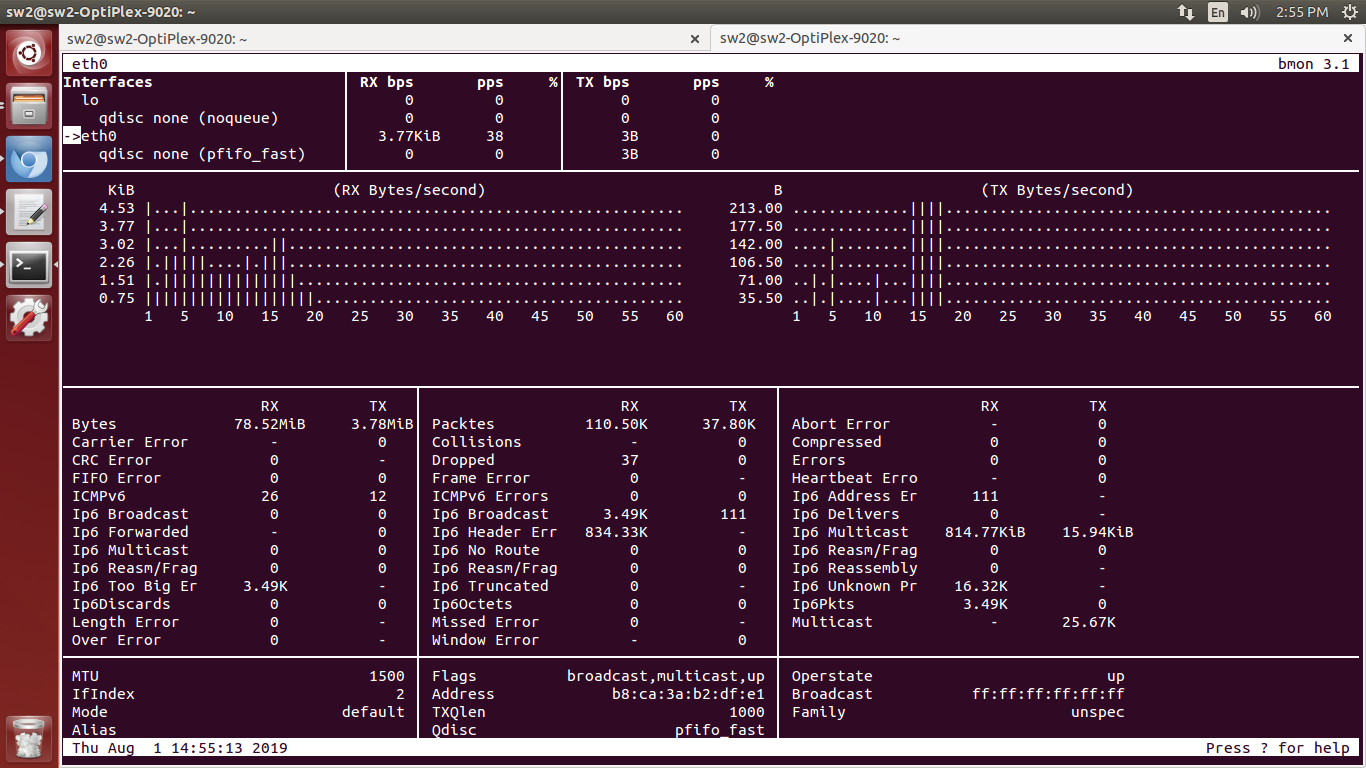 sw2@sw2-OptiPlex-9020: ~ En 2:55 PM
sw2@sw2-OptiPlex-9020: ~ × sw2@sw2-OptiPlex-9020: ~ ×
eth0 bmon 3.1
Interfaces RX bps pps % TX bps pps %
lo 0 0 0 0
qdisc none (noqueue) 0 0 0 0
->eth0 3.77KiB 38 3B 0
qdisc none (pfifo_fast) 0 0 3B 0
KiB (RX Bytes/second) B (TX Bytes/second)
4.53 |...|....................................................... 213.00 .............||||...........................................
3.77 |...|....................................................... 177.50 .............||||...........................................
3.02 |...|.........||............................................ 142.00 ....|........||||...........................................
2.26 |.|||||....|.|||............................................ 106.50 ....|........||||...........................................
1.51 |.|||||||||||||||........................................... 71.00 ..|.|....|...||||...........................................
0.75 |||||||||||||||||||......................................... 35.50 ..|.|....|...||||...........................................
1 5 10 15 20 25 30 35 40 45 50 55 60 1 5 10 15 20 25 30 35 40 45 50 55 60
RX TX RX TX RX TX
Bytes 78.52MiB 3.78MiB Packtes 110.50K 37.80K Abort Error - 0
Carrier Error - 0 Collisions - 0 Compressed 0 0
CRC Error 0 - Dropped 37 0 Errors 0 0
FIFO Error 0 0 Frame Error 0 - Heartbeat Erro - 0
ICMPv6 26 12 ICMPv6 Errors 0 0 Ip6 Address Er 111 -
Ip6 Broadcast 0 0 Ip6 Broadcast 3.49K 111 Ip6 Delivers 0 -
Ip6 Forwarded - 0 Ip6 Header Err 834.33K - Ip6 Multicast 814.77KiB 15.94KiB
Ip6 Multicast 0 0 Ip6 No Route 0 0 Ip6 Reasm/Frag 0 0
Ip6 Reasm/Frag 0 0 Ip6 Reasm/Frag 0 0 Ip6 Reassembly 0 -
Ip6 Too Big Er 3.49K - Ip6 Truncated 0 - Ip6 Unknown Pr 16.32K -
Ip6Discards 0 0 Ip6Octets 0 0 Ip6Pkts 3.49K 0
Length Error 0 - Missed Error 0 - Multicast - 25.67K
Over Error 0 - Window Error - 0
MTU 1500 Flags broadcast,multicast,up Operstate up
IfIndex 2 Address b8:ca:3a:b2:df:e1 Broadcast ff:ff:ff:ff:ff:ff
Mode default TXQlen 1000 Family unspec
Alias Qdisc pfifo_fast
Thu Aug 1 14:55:13 2019 Press ? for help